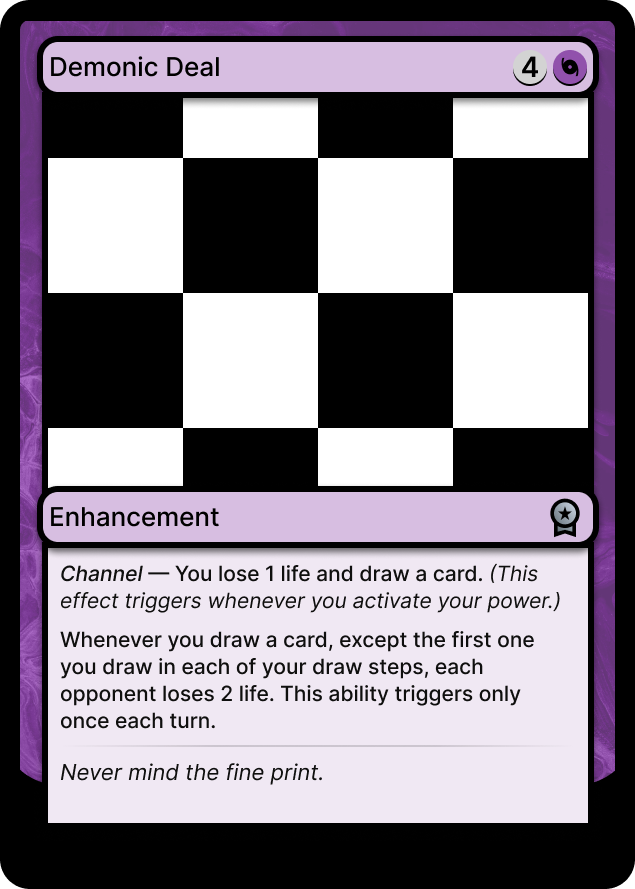 Demonic Deal 4
Enhancement
Channel — You lose 1 life and draw a card. (This
effect triggers whenever you activate your power.)
Whenever you draw a card, except the first one
you draw in each of your draw steps, each
opponent loses 2 life. This ability triggers only
once each turn.
Never mind the fine print.